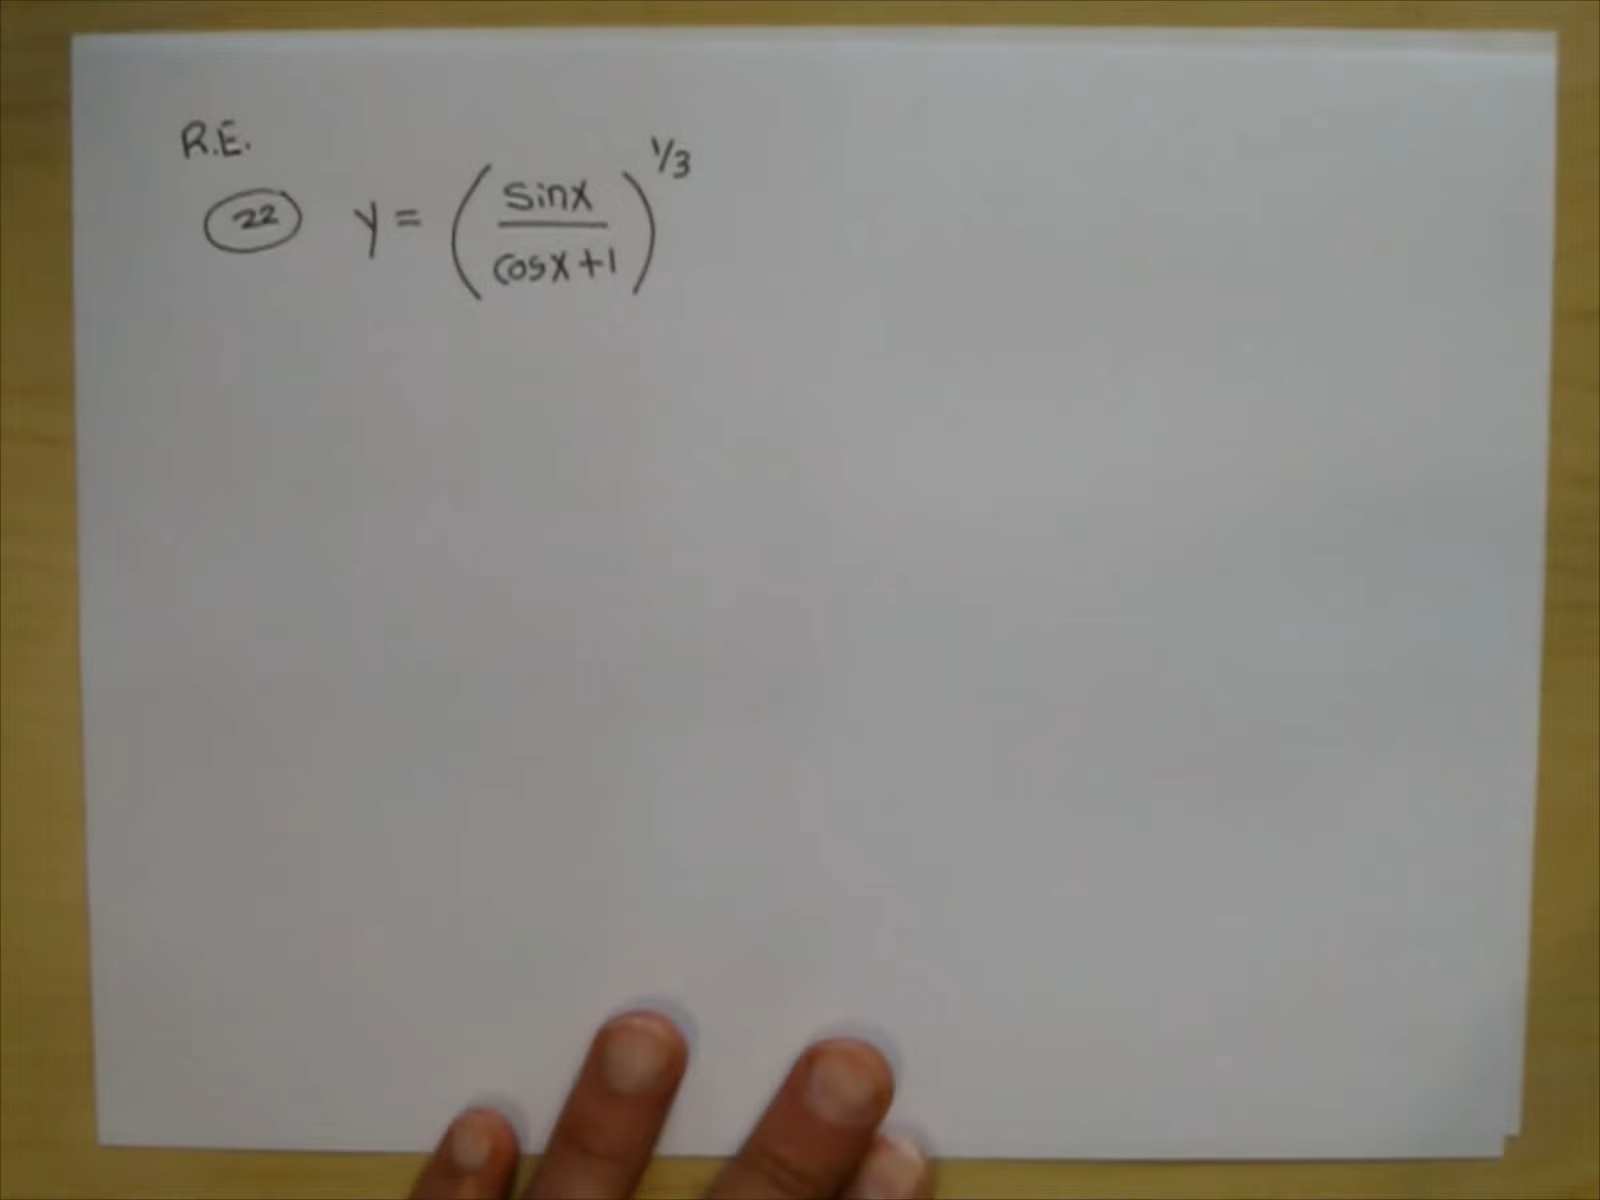 R.E.
22 y = (sinx / cosx+1)^1/3